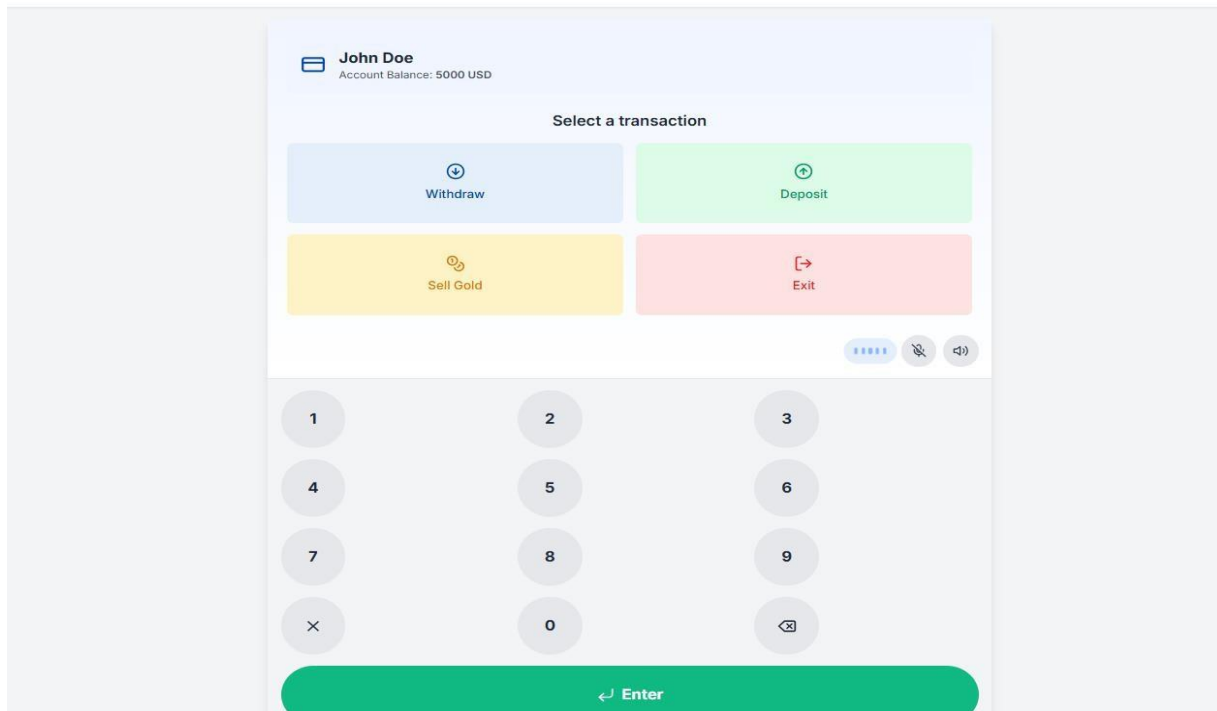 John Doe
Account Balance: 5000 USD
Select a transaction
Withdraw
Deposit
Sell Gold
Exit
1
2
3
4
5
6
7
8
9
0
Enter